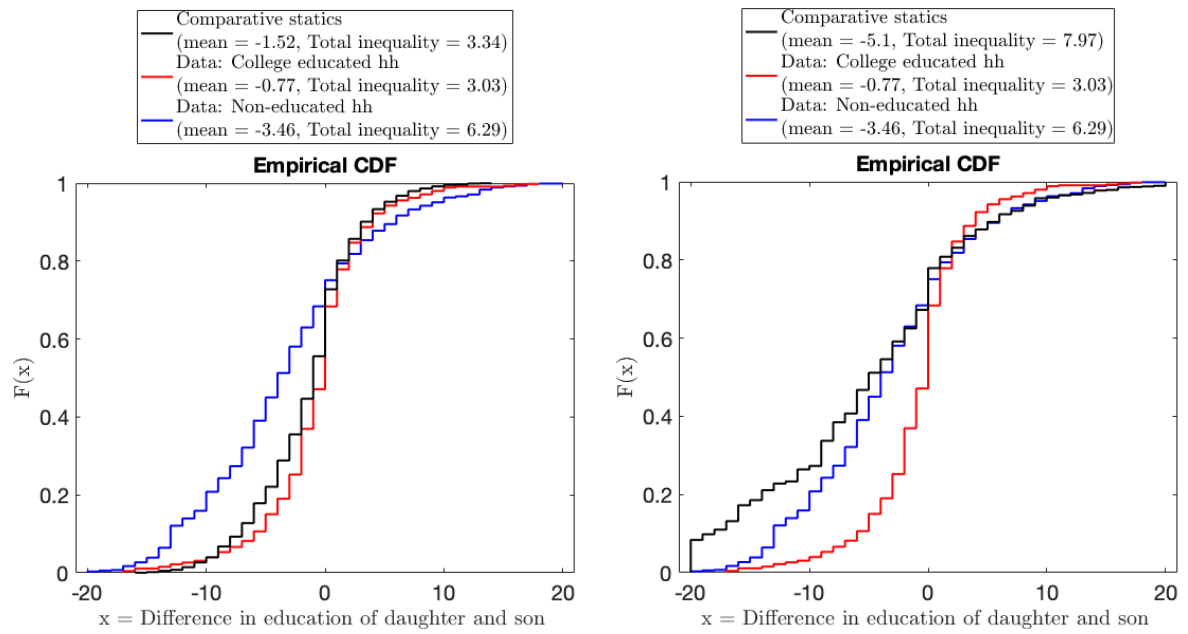 Comparative statics
(mean = -1.52, Total inequality = 3.34)
Data: College educated hh
(mean = -0.77, Total inequality = 3.03)
Data: Non-educated hh
(mean = -3.46, Total inequality = 6.29)
Empirical CDF
1
0.8
0.6
0.4
0.2
0
F(x)
-20 -10 0 10 20
x = Difference in education of daughter and son
Comparative statics
(mean = -5.1, Total inequality = 7.97)
Data: College educated hh
(mean = -0.77, Total inequality = 3.03)
Data: Non-educated hh
(mean = -3.46, Total inequality = 6.29)
Empirical CDF
1
0.8
0.6
0.4
0.2
0
F(x)
-20 -10 0 10 20
x = Difference in education of daughter and son